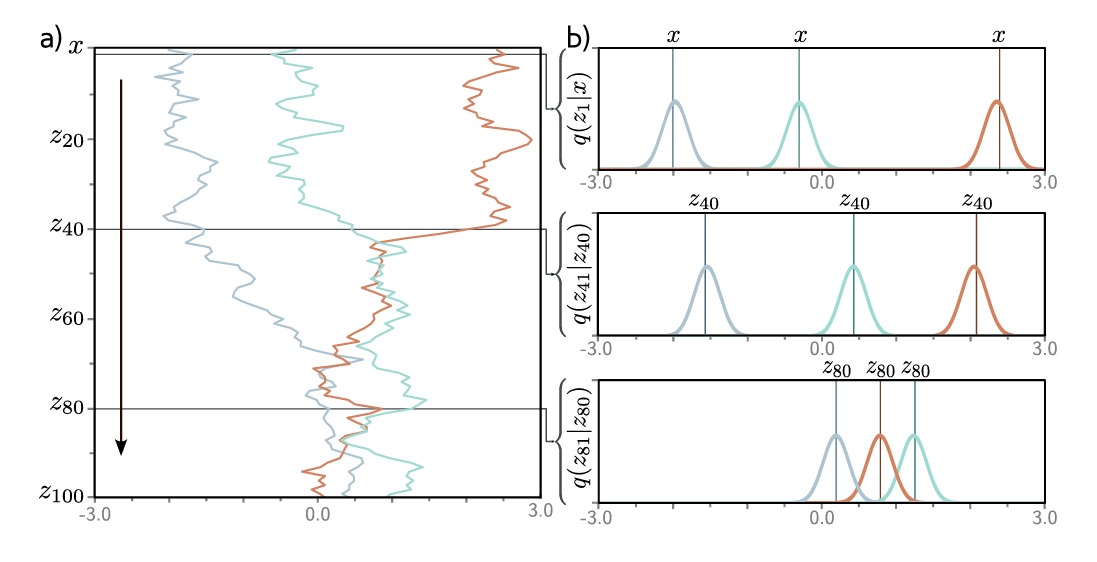 a)
x
z20
z40
z60
z80
z100
-3.0 0.0 3.0
b)
x x x
q(z1|x)
-3.0 0.0 3.0
z40 z40 z40
q(z41|z40)
-3.0 0.0 3.0
z80 z80 z80
q(z81|z80)
-3.0 0.0 3.0